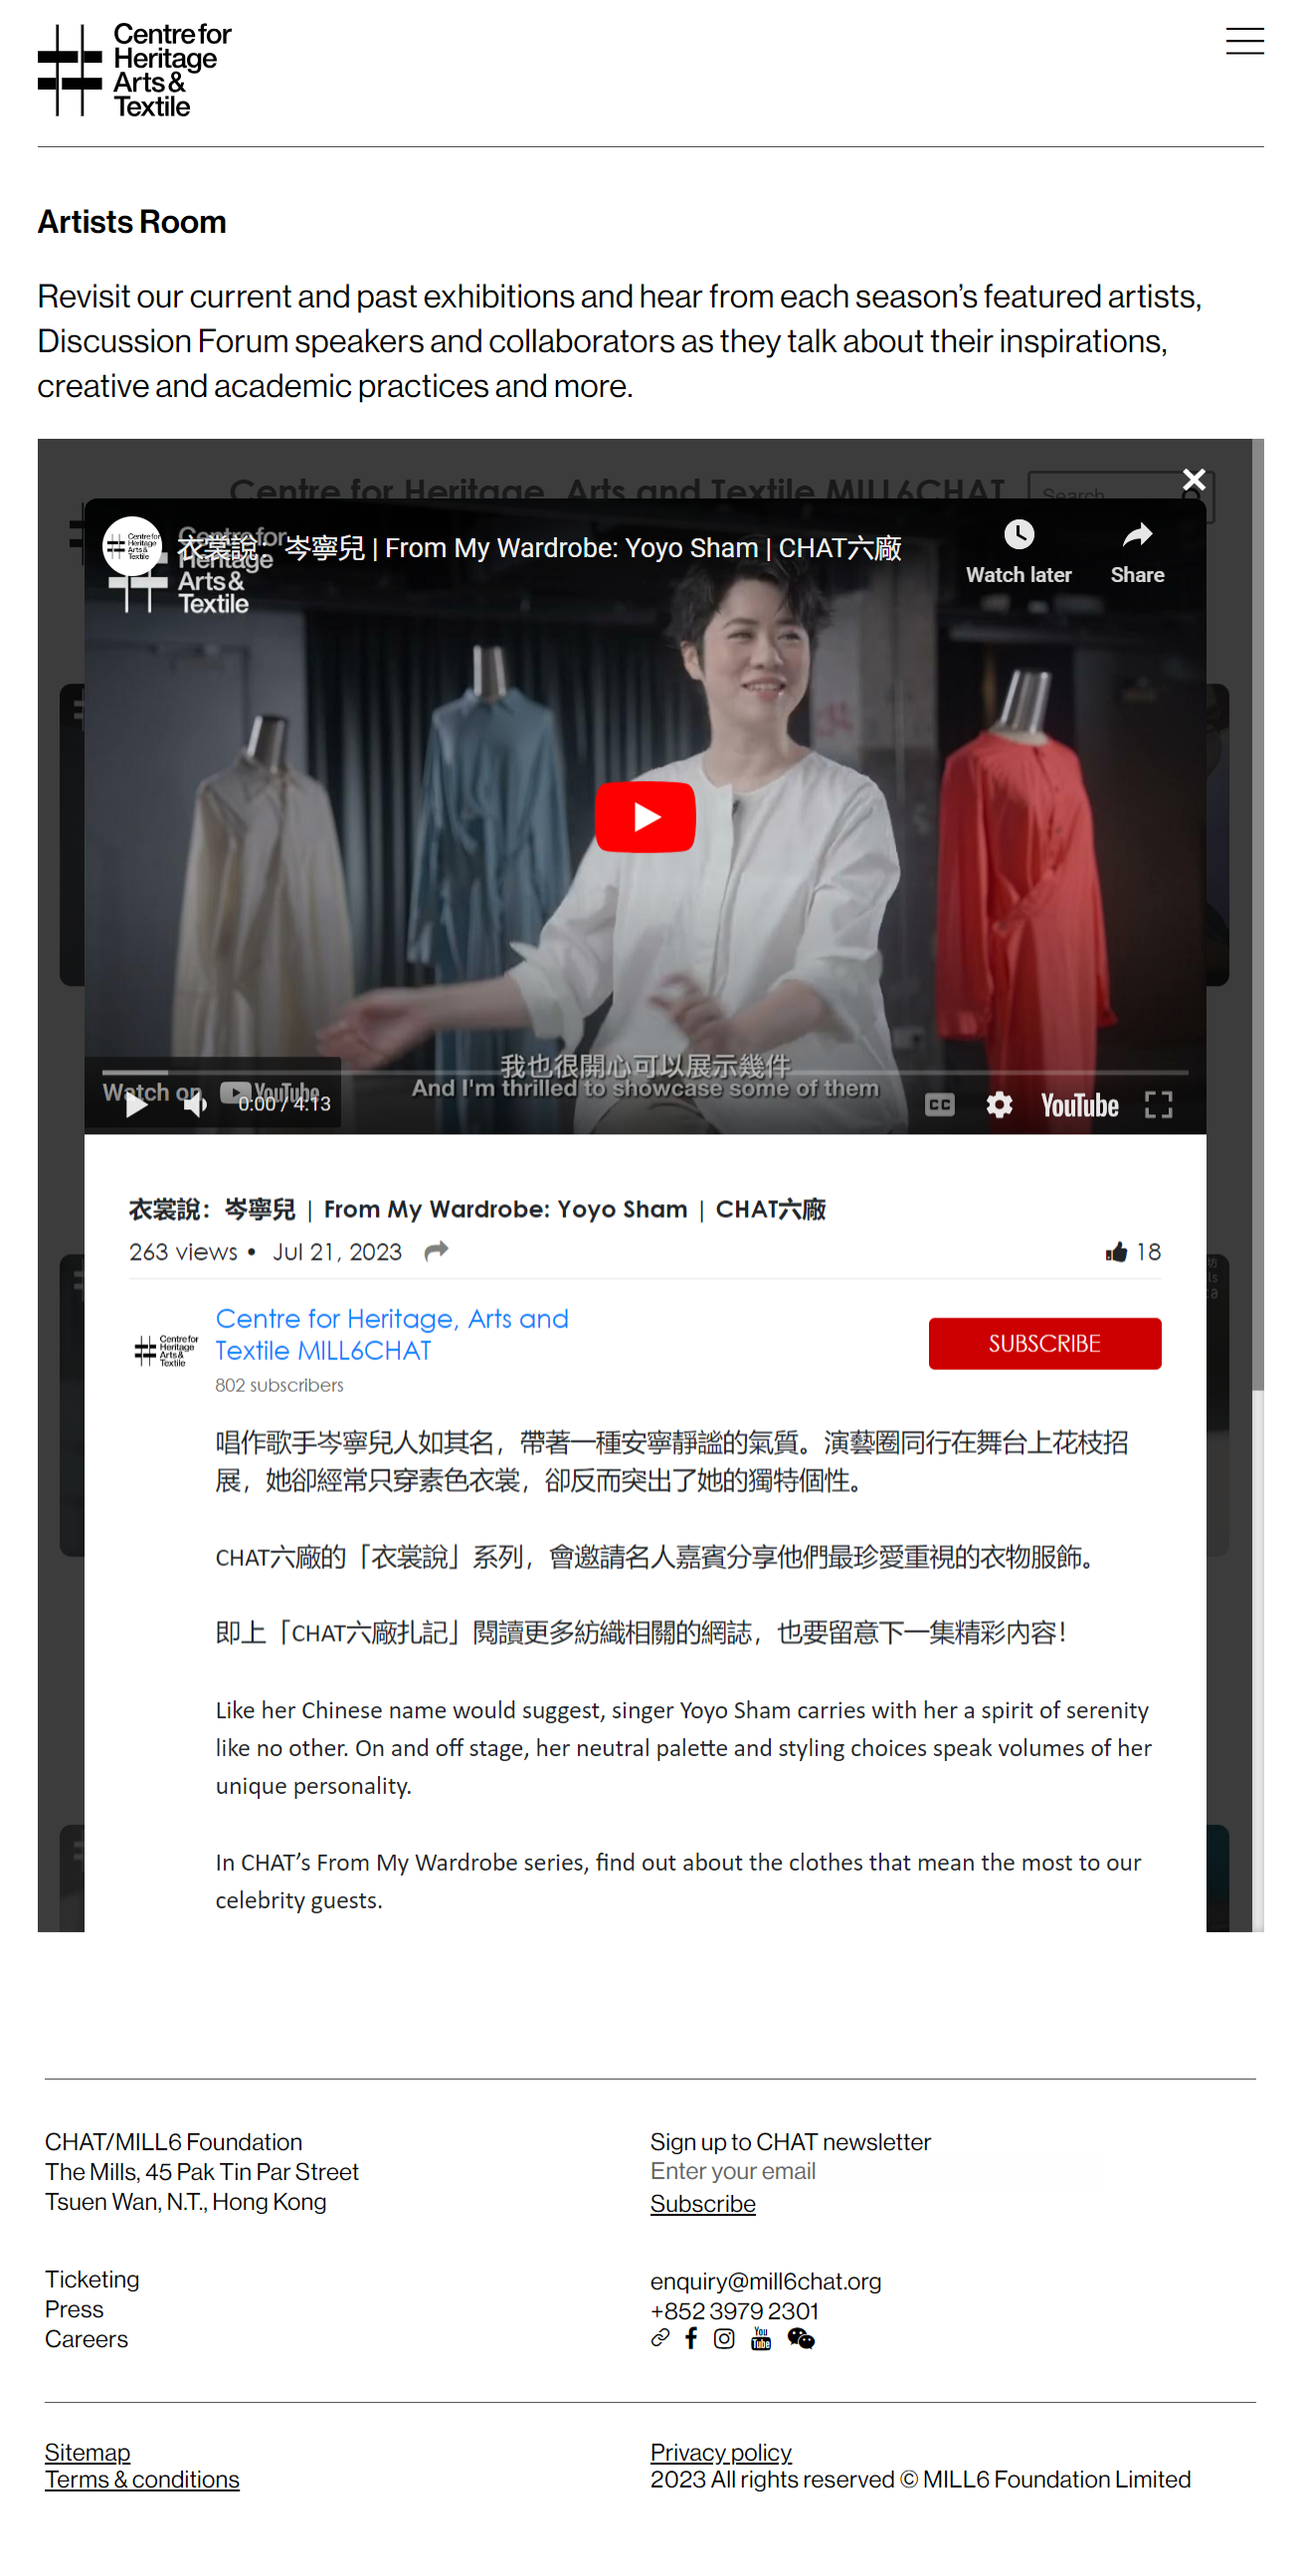 Centre for
Heritage
Arts &
Textile
Artists Room
Revisit our current and past exhibitions and hear from each season’s featured artists,
Discussion Forum speakers and collaborators as they talk about their inspirations,
creative and academic practices and more.
Centre for Heritage, Arts and Textile MILL6CHAT
Search
衣裳說：岑寧兒 | From My Wardrobe: Yoyo Sham | CHAT六廠
Watch later
Share
Centre for
Heritage
Arts &
Textile
我也很開心可以展示幾件
And I'm thrilled to showcase some of them
Watch on YouTube
0:00 / 4:13
CC
YouTube
衣裳說：岑寧兒 | From My Wardrobe: Yoyo Sham | CHAT六廠
263 views • Jul 21, 2023
18
Centre for
Heritage
Arts &
Textile
Centre for Heritage, Arts and
Textile MILL6CHAT
SUBSCRIBE
802 subscribers
唱作歌手岑寧兒人如其名，帶著一種安寧靜謐的氣質。演藝圈同行在舞台上花枝招
展，她卻經常只穿素色衣裳，卻反而突出了她的獨特個性。
CHAT六廠的「衣裳說」系列，會邀請名人嘉賓分享他們最珍愛重視的衣物服飾。
即上「CHAT六廠扎記」閱讀更多紡織相關的網誌，也要留意下一集精彩內容！
Like her Chinese name would suggest, singer Yoyo Sham carries with her a spirit of serenity
like no other. On and off stage, her neutral palette and styling choices speak volumes of her
unique personality.
In CHAT’s From My Wardrobe series, find out about the clothes that mean the most to our
celebrity guests.
CHAT/MILL6 Foundation
The Mills, 45 Pak Tin Par Street
Tsuen Wan, N.T., Hong Kong
Sign up to CHAT newsletter
Enter your email
Subscribe
Ticketing
Press
Careers
enquiry@mill6chat.org
+852 3979 2301
You
Tube
Sitemap
Terms & conditions
Privacy policy
2023 All rights reserved © MILL6 Foundation Limited